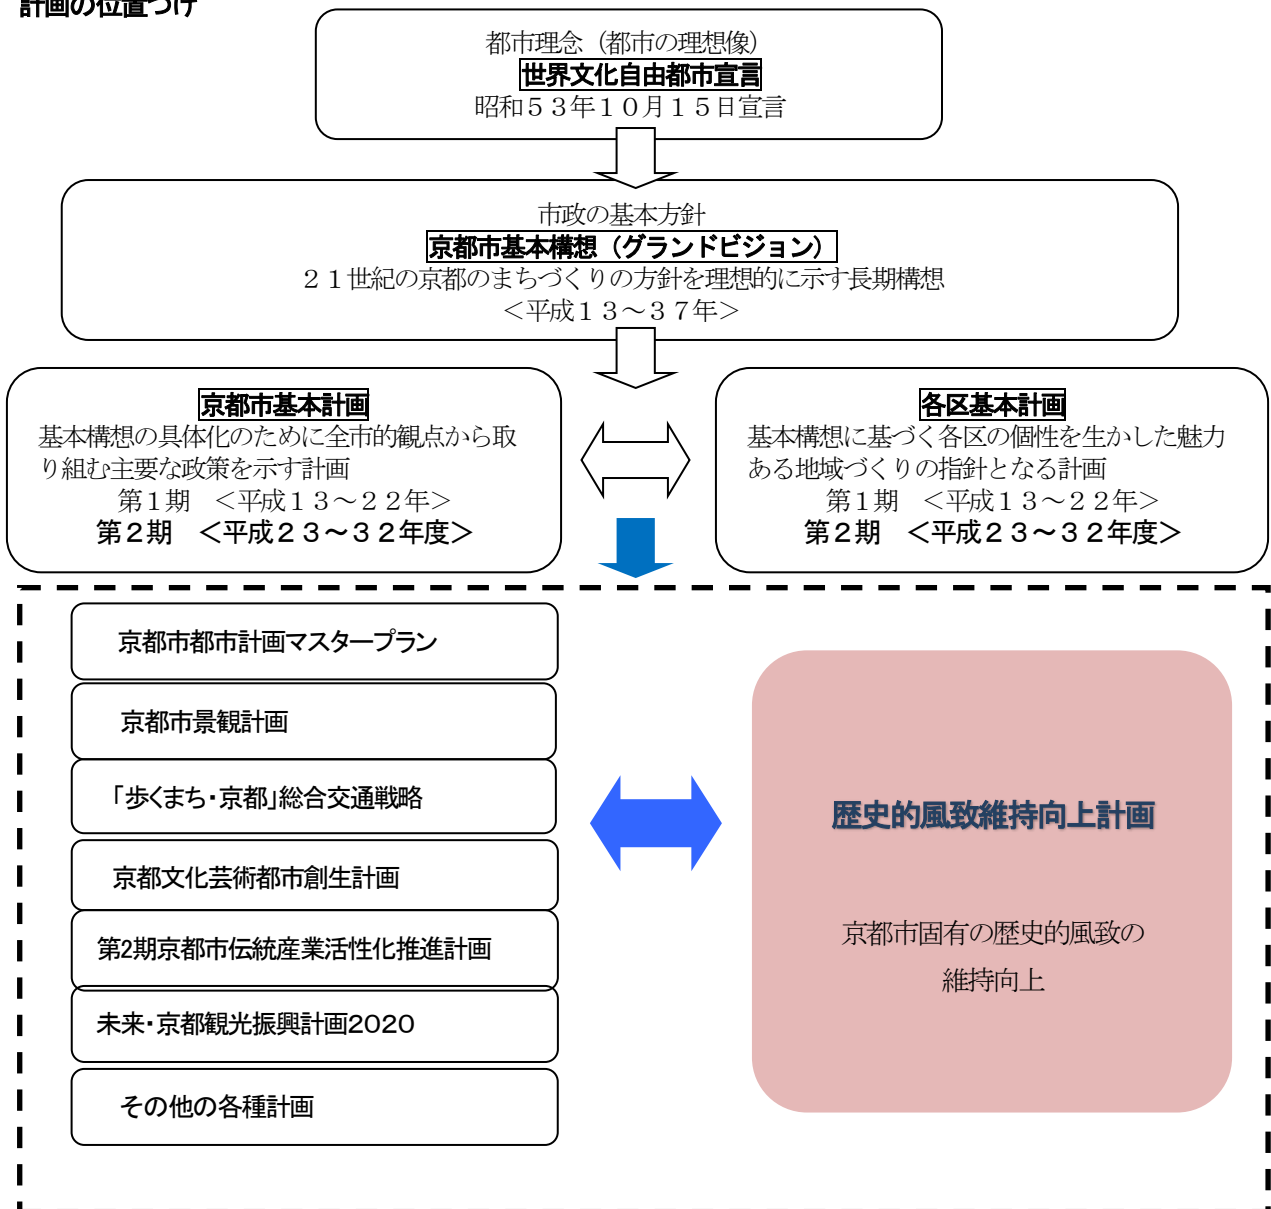 計画の位置づけ
都市理念（都市の理想像）
世界文化自由都市宣言
昭和５３年１０月１５日宣言
市政の基本方針
京都市基本構想（グランドビジョン）
２１世紀の京都のまちづくりの方針を理想的に示す長期構想
＜平成１３～３７年＞
京都市基本計画
基本構想の具体化のために全市的観点から取
り組む主要な政策を示す計画
第１期　＜平成１３～２２年＞
第２期　＜平成２３～３２年度＞
各区基本計画
基本構想に基づく各区の個性を生かした魅力
ある地域づくりの指針となる計画
第１期　＜平成１３～２２年＞
第２期　＜平成２３～３２年度＞
京都市都市計画マスタープラン
京都市景観計画
「歩くまち・京都」総合交通戦略
京都文化芸術都市創生計画
第2期京都市伝統産業活性化推進計画
未来・京都観光振興計画2020
その他の各種計画
歴史的風致維持向上計画
京都市固有の歴史的風致の
維持向上